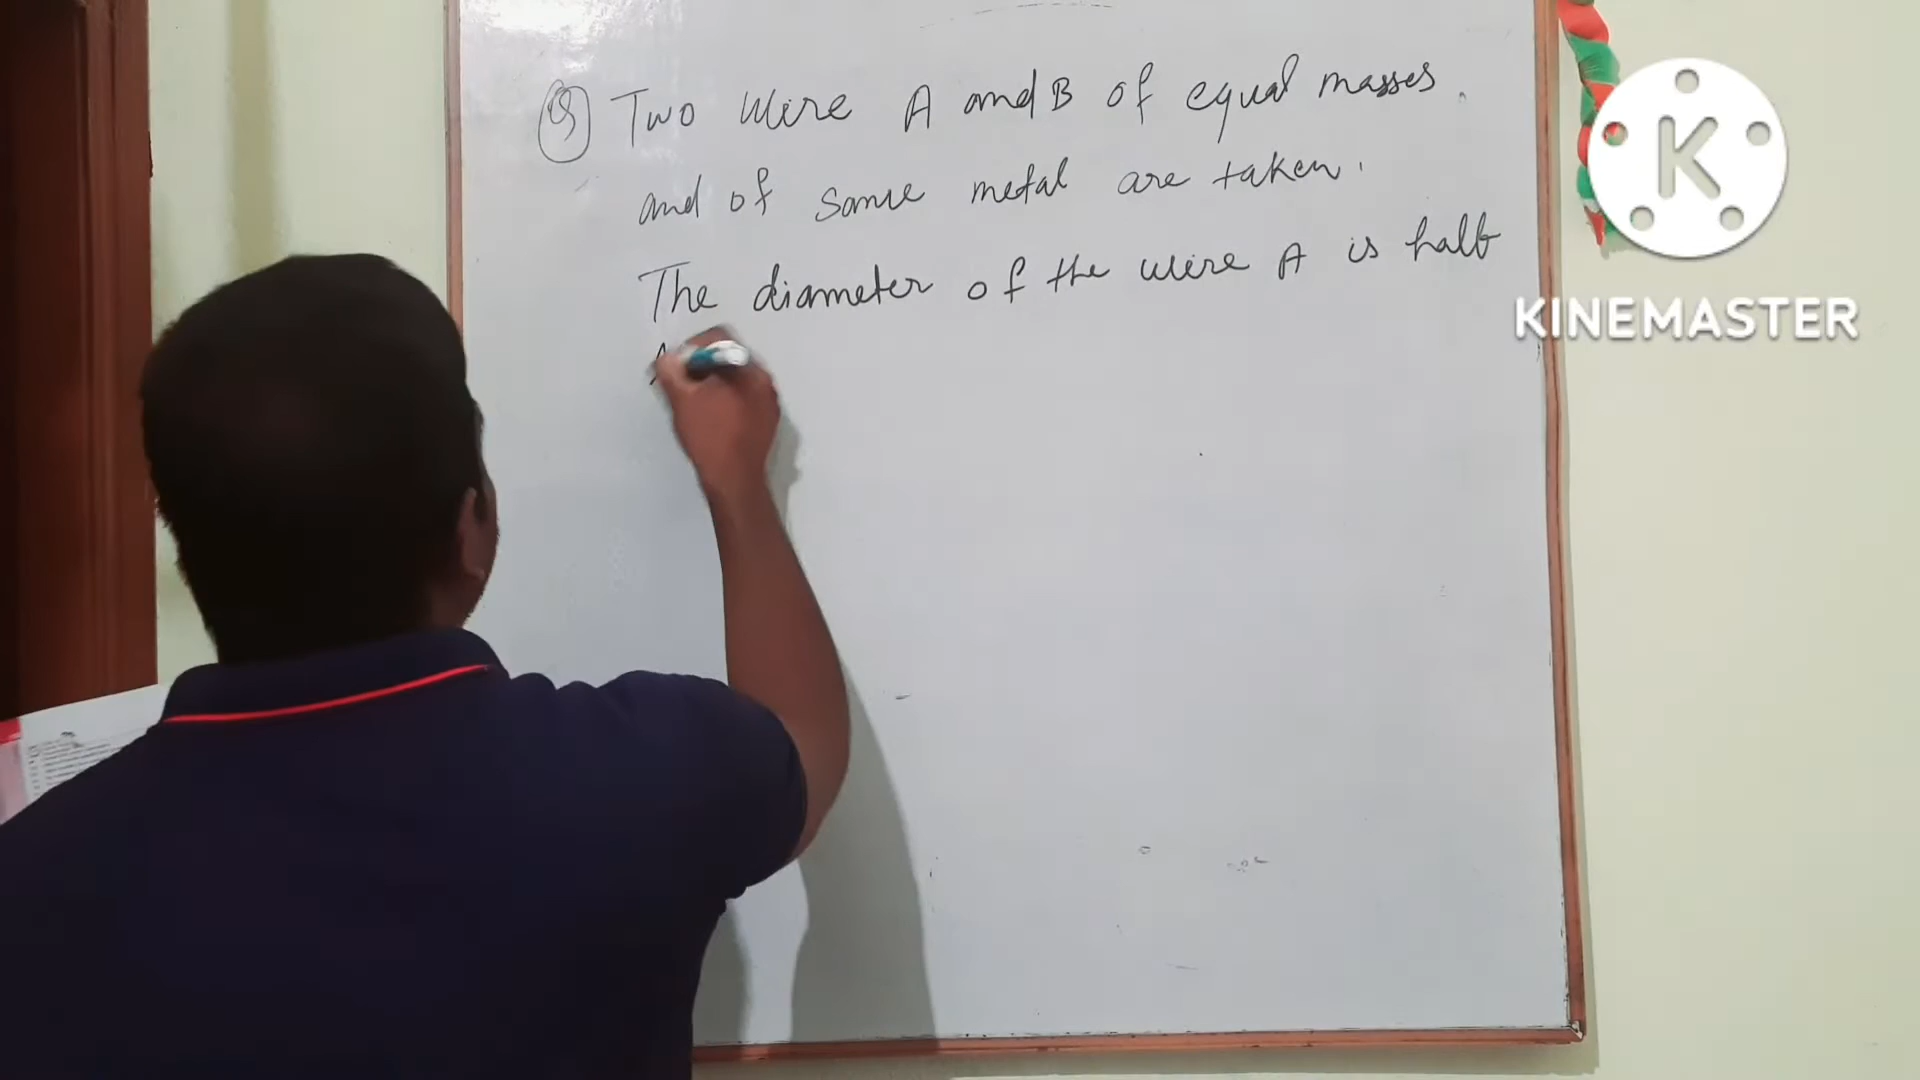 Q Two wire A and B of equal masses
and of same metal are taken.
The diameter of the wire A is half
K
KINEMASTER